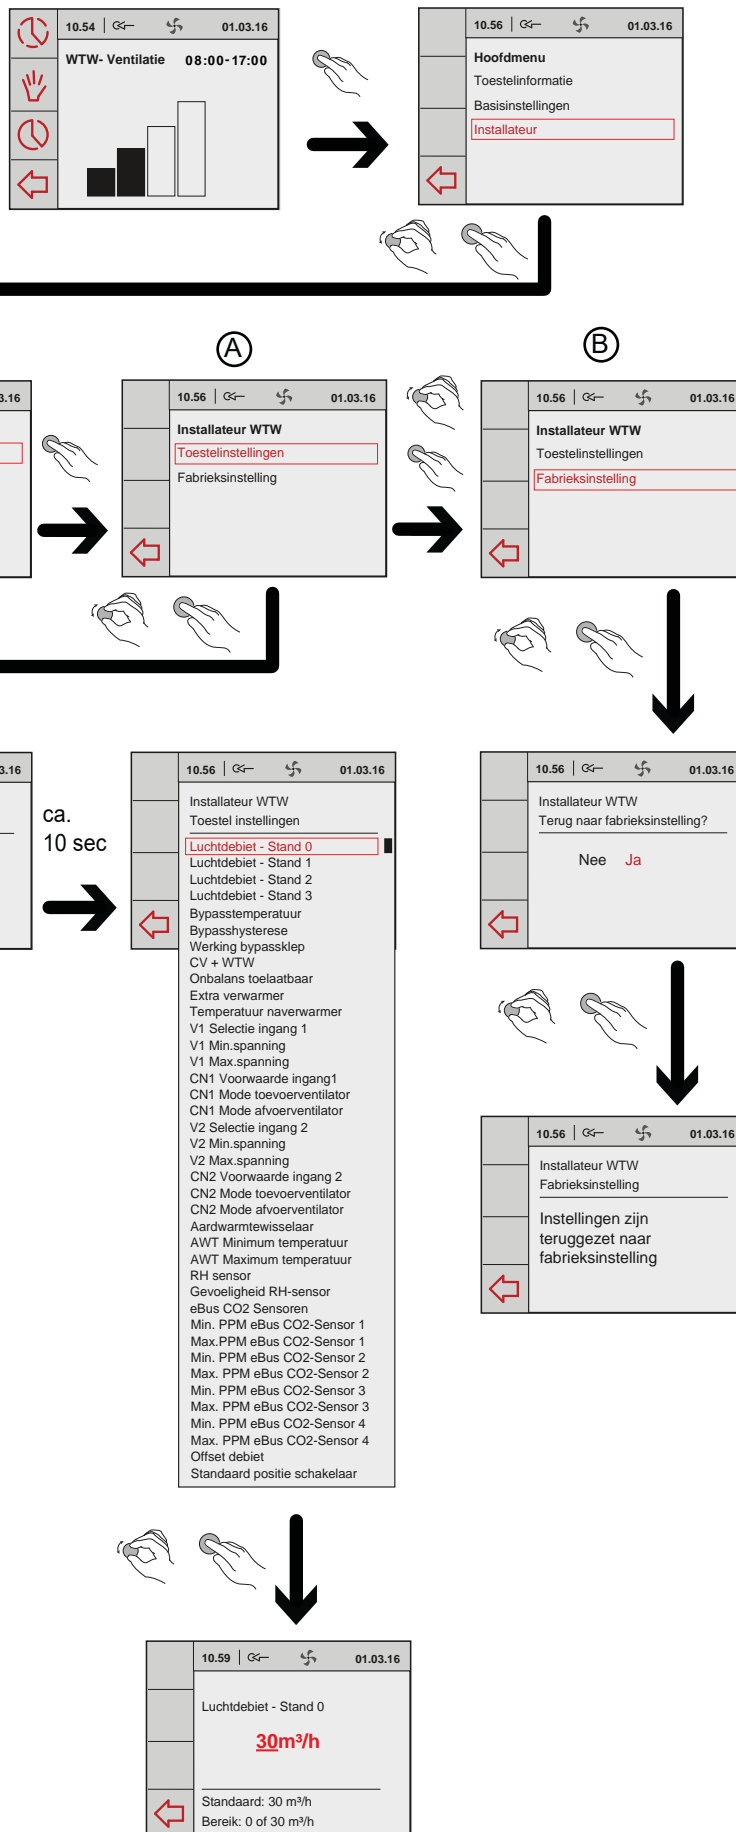 10.54
01.03.16
WTW- Ventilatie 08:00-17:00
10.56
01.03.16
Hoofdmenu
Toestelinformatie
Basisinstellingen
Installateur
A
B
3.16
10.56
01.03.16
Installateur WTW
Toestelinstellingen
Fabrieksinstelling
10.56
01.03.16
Installateur WTW
Toestelinstellingen
Fabrieksinstelling
3.16
ca.
10 sec
10.56
01.03.16
Installateur WTW
Toestel instellingen
Luchtdebiet - Stand 0
Luchtdebiet - Stand 1
Luchtdebiet - Stand 2
Luchtdebiet - Stand 3
Bypasstemperatuur
Bypasshysterese
Werking bypassklep
CV + WTW
Onbalans toelaatbaar
Extra verwarmer
Temperatuur naverwarmer
V1 Selectie ingang 1
V1 Min.spanning
V1 Max.spanning
CN1 Voorwaarde ingang1
CN1 Mode toevoerventilator
CN1 Mode afvoerventilator
V2 Selectie ingang 2
V2 Min.spanning
V2 Max.spanning
CN2 Voorwaarde ingang 2
CN2 Mode toevoerventilator
CN2 Mode afvoerventilator
Aardwarmtewisselaar
AWT Minimum temperatuur
AWT Maximum temperatuur
RH sensor
Gevoeligheid RH-sensor
eBus CO2 Sensoren
Min. PPM eBus CO2-Sensor 1
Max.PPM eBus CO2-Sensor 1
Min. PPM eBus CO2-Sensor 2
Max. PPM eBus CO2-Sensor 2
Min. PPM eBus CO2-Sensor 3
Max. PPM eBus CO2-Sensor 3
Min. PPM eBus CO2-Sensor 4
Max. PPM eBus CO2-Sensor 4
Offset debiet
Standaard positie schakelaar
10.56
01.03.16
Installateur WTW
Terug naar fabrieksinstelling?
Nee Ja
10.56
01.03.16
Installateur WTW
Fabrieksinstelling
Instellingen zijn
teruggezet naar
fabrieksinstelling
10.59
01.03.16
Luchtdebiet - Stand 0
30m³/h
Standaard: 30 m³/h
Bereik: 0 of 30 m³/h